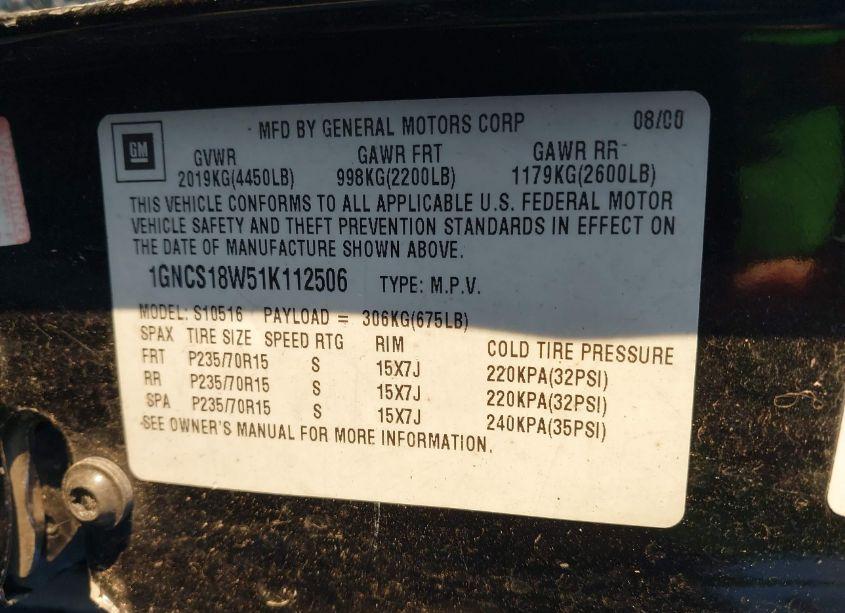 MFD BY GENERAL MOTORS CORP 08/00
GM
GVWR GAWR FRT GAWR RR
2019KG(4450LB) 998KG(2200LB) 1179KG(2600LB)
THIS VEHICLE CONFORMS TO ALL APPLICABLE U.S. FEDERAL MOTOR
VEHICLE SAFETY AND THEFT PREVENTION STANDARDS IN EFFECT ON
THE DATE OF MANUFACTURE SHOWN ABOVE.
1GNCS18W51K112506 TYPE: M.P.V.
MODEL: S10516 PAYLOAD = 306KG(675LB)
SPAX TIRE SIZE SPEED RTG RIM COLD TIRE PRESSURE
FRT P235/70R15 S 15X7J 220KPA(32PSI)
RR P235/70R15 S 15X7J 220KPA(32PSI)
SPA P235/70R15 S 15X7J 240KPA(35PSI)
SEE OWNER'S MANUAL FOR MORE INFORMATION.